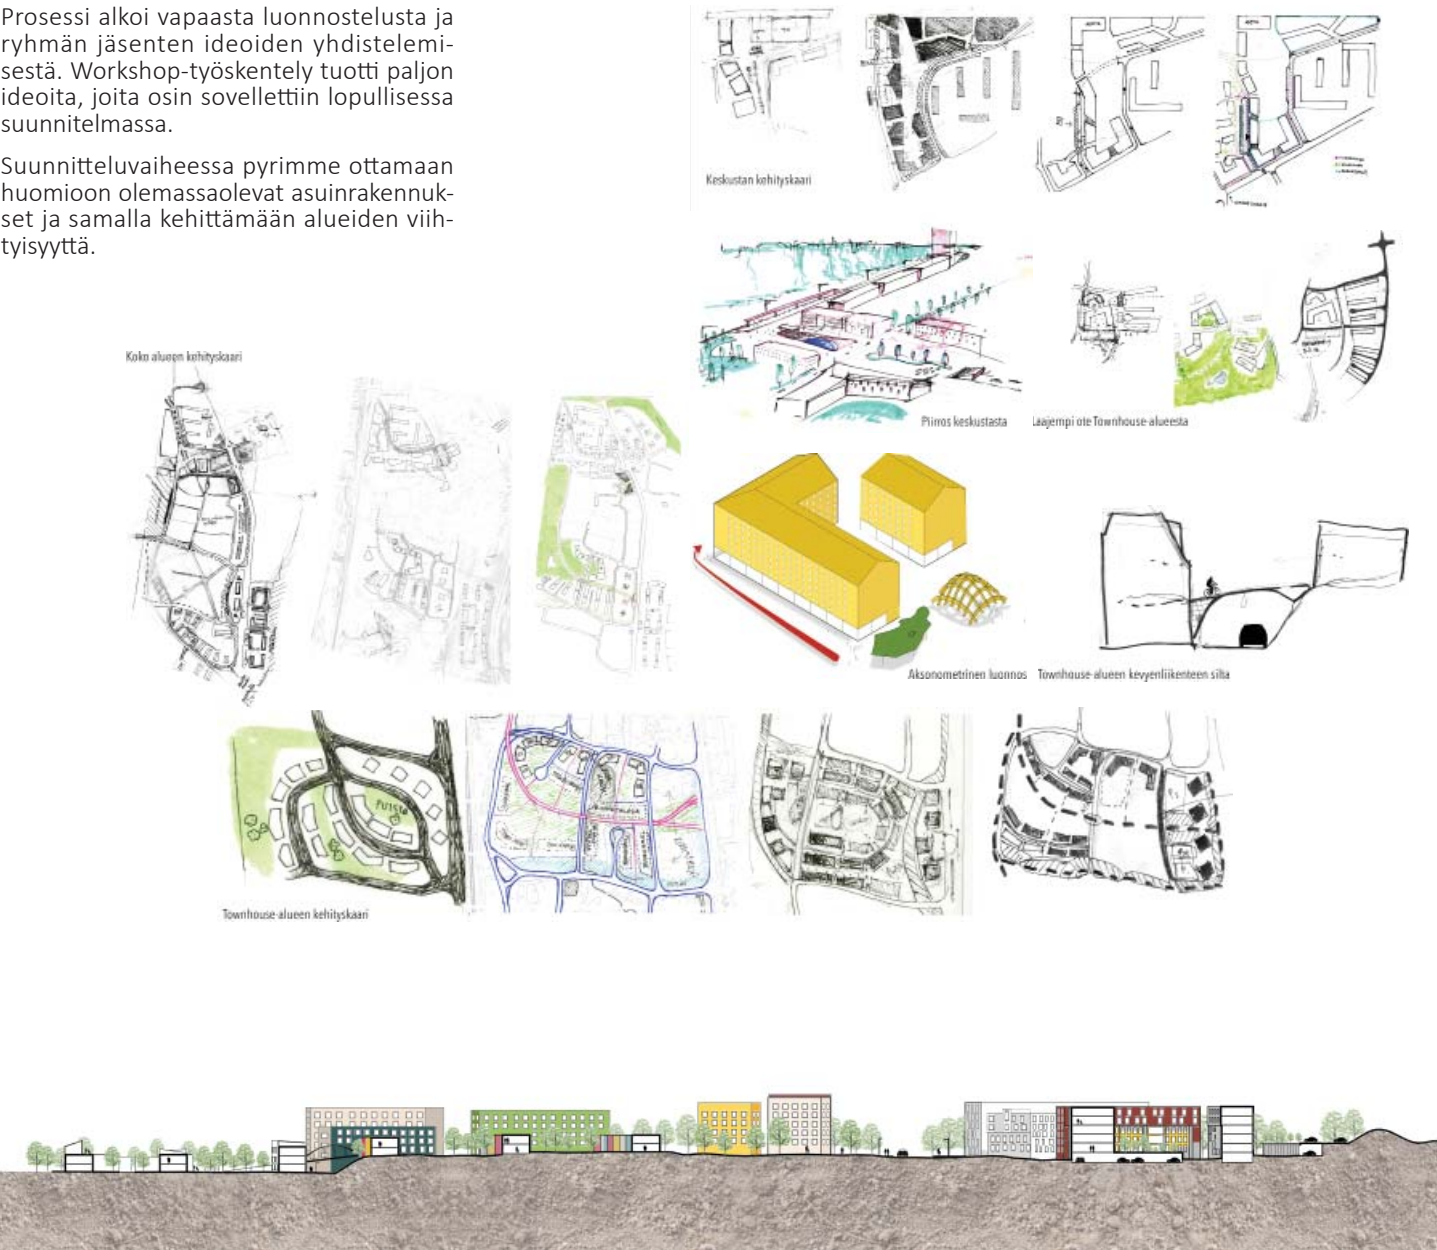 Prosessi alkoi vapaasta luonnostelusta ja
ryhmän jäsenten ideoiden yhdistelemi-
sestä. Workshop-työskentely tuotti paljon
ideoita, joita osin sovellettiin lopullisessa
suunnitelmassa.
Suunnitteluvaiheessa pyrimme ottamaan
huomioon olemassaolevat asuinrakennuk-
set ja samalla kehittämään alueiden viih-
tyisyyttä.
Keskustan kehityskaari
Koko alueen kehityskaari
Piirros keskustasta
Laajempi ote Townhouse-alueesta
Aksonometrinen luonnos
Townhouse-alueen kevyenliikenteen silta
PUISTO
Townhouse-alueen kehityskaari